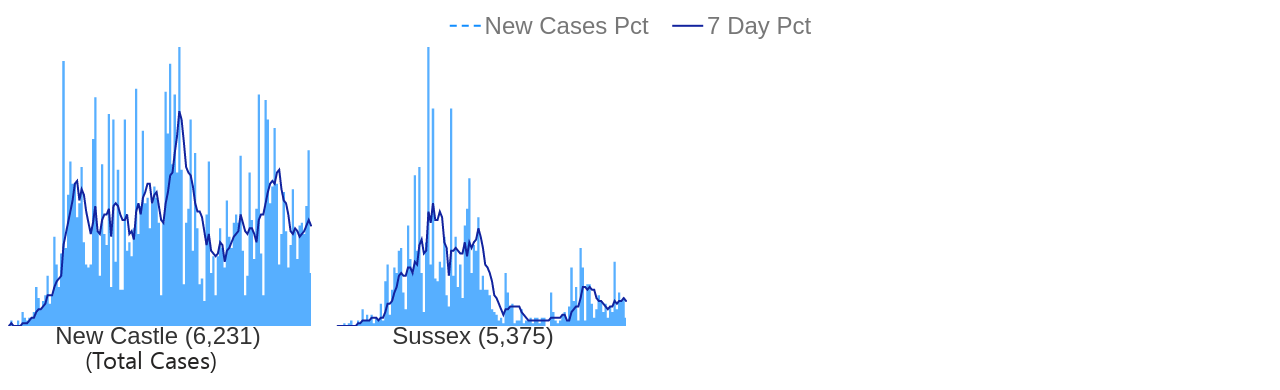 New Cases Pct 7 Day Pct
New Castle (6,231) Sussex (5,375)
(Total Cases)